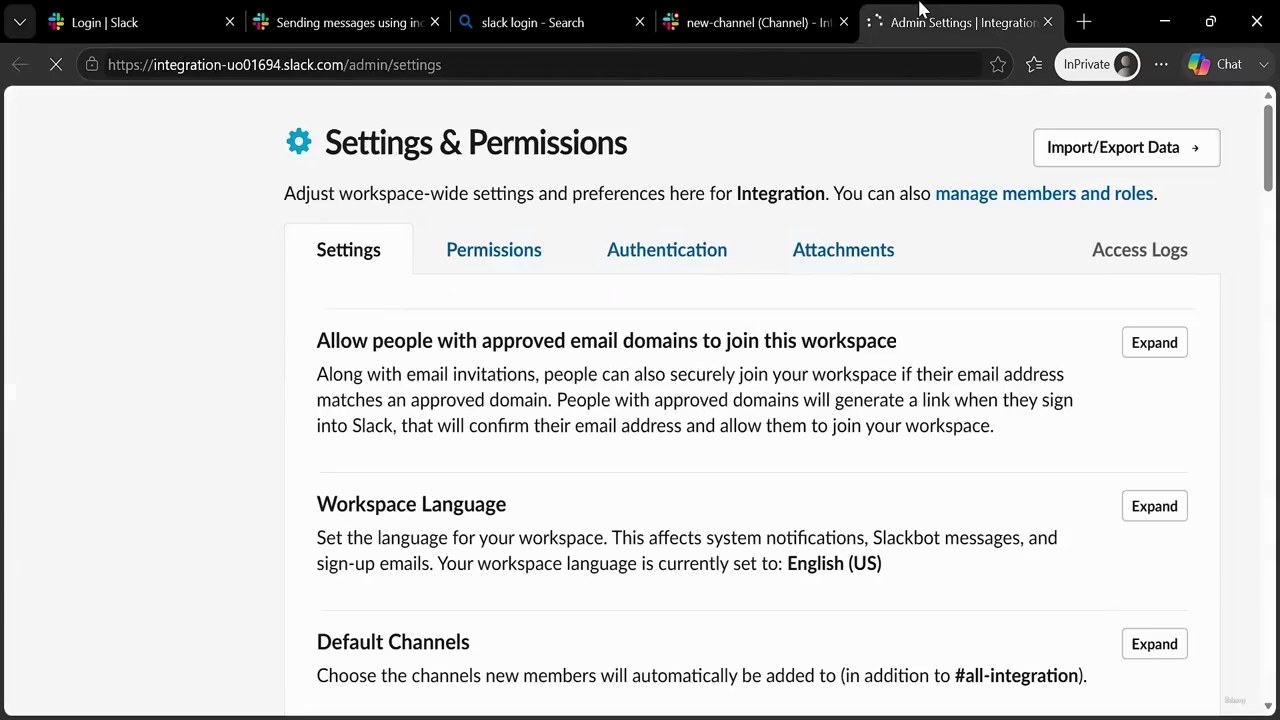 Login | Slack
Sending messages using inc
slack login - Search
new-channel (Channel) - Int
Admin Settings | Integration
https://integration-uo01694.slack.com/admin/settings
InPrivate
Chat
Settings & Permissions
Import/Export Data →
Adjust workspace-wide settings and preferences here for Integration. You can also manage members and roles.
Settings
Permissions
Authentication
Attachments
Access Logs
Allow people with approved email domains to join this workspace
Expand
Along with email invitations, people can also securely join your workspace if their email address
matches an approved domain. People with approved domains will generate a link when they sign
into Slack, that will confirm their email address and allow them to join your workspace.
Workspace Language
Expand
Set the language for your workspace. This affects system notifications, Slackbot messages, and
sign-up emails. Your workspace language is currently set to: English (US)
Default Channels
Expand
Choose the channels new members will automatically be added to (in addition to #all-integration).
Udemy